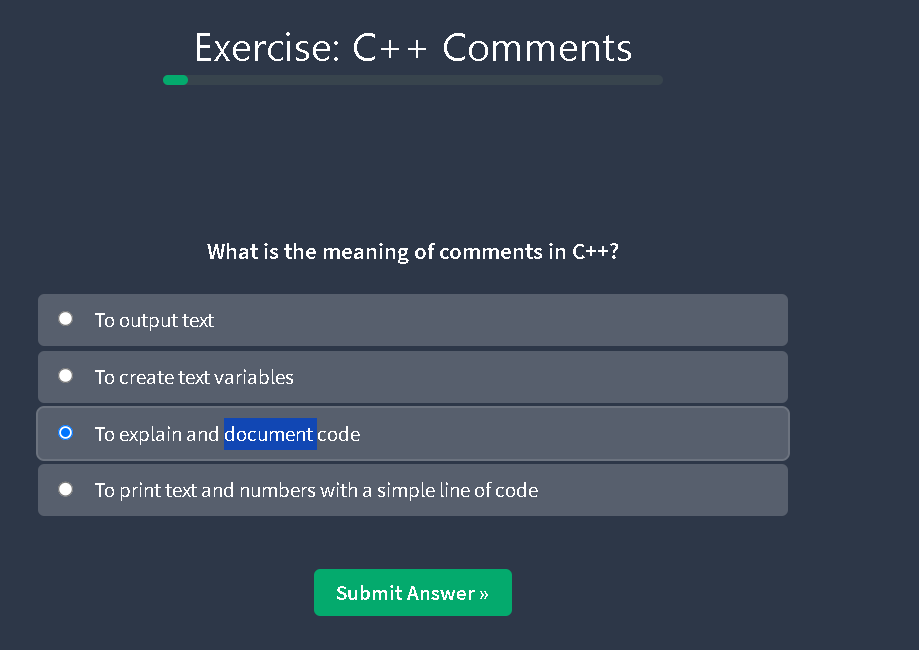 Exercise: C++ Comments
What is the meaning of comments in C++?
To output text
To create text variables
To explain and document code
To print text and numbers with a simple line of code
Submit Answer »